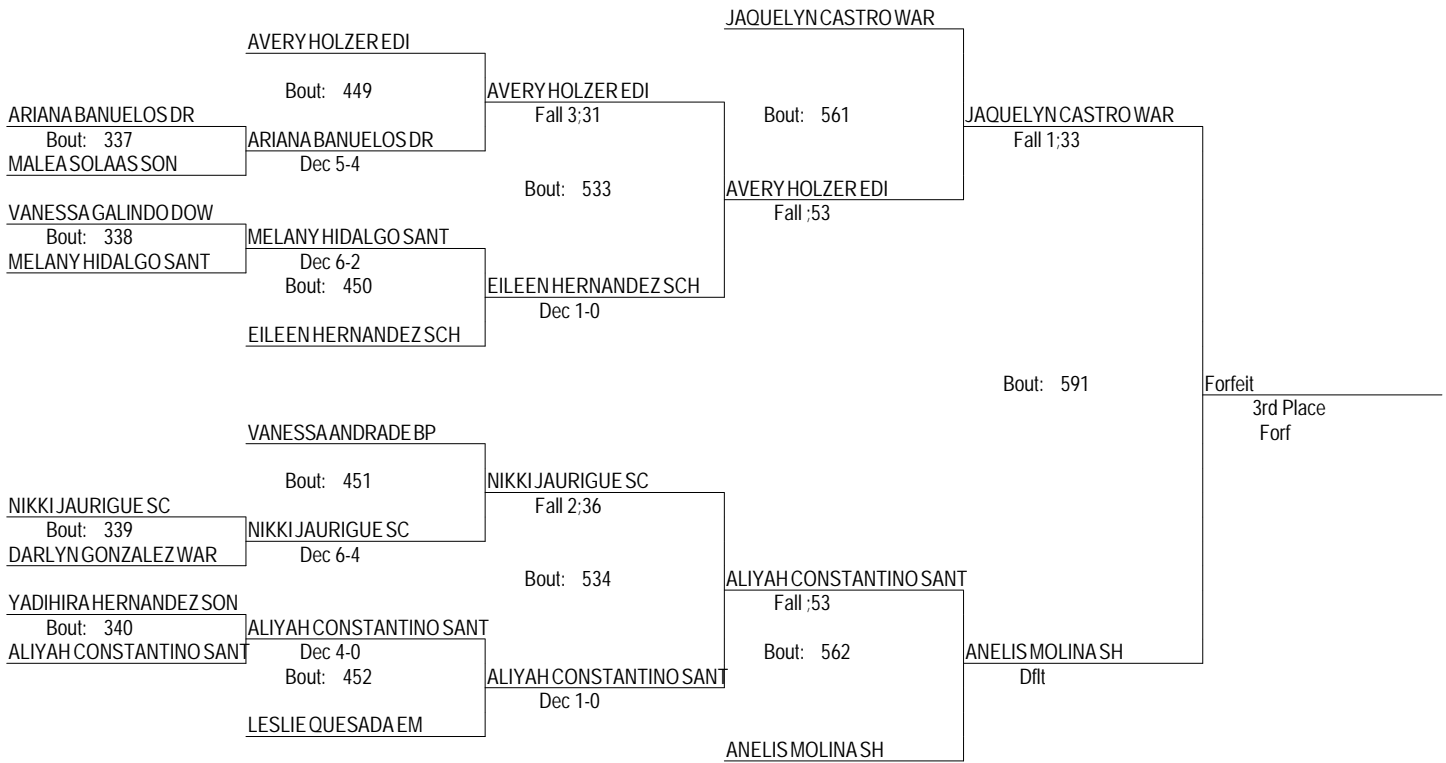 JAQUELYN CASTRO WAR
AVERY HOLZER EDI
Bout: 449
AVERY HOLZER EDI
ARIANA BANUELOS DR
Fall 3;31
Bout: 561
JAQUELYN CASTRO WAR
Bout: 337
ARIANA BANUELOS DR
Fall 1;33
MALEA SOLAAS SON
Dec 5-4
Bout: 533
AVERY HOLZER EDI
VANESSA GALINDO DOW
Fall ;53
Bout: 338
MELANY HIDALGO SANT
MELANY HIDALGO SANT
Dec 6-2
Bout: 450
EILEEN HERNANDEZ SCH
Dec 1-0
EILEEN HERNANDEZ SCH
Bout: 591
Forfeit
3rd Place
Forf
VANESSA ANDRADE BP
Bout: 451
NIKKI JAURIGUE SC
NIKKI JAURIGUE SC
Fall 2;36
Bout: 339
NIKKI JAURIGUE SC
DARLYN GONZALEZ WAR
Dec 6-4
Bout: 534
ALIYAH CONSTANTINO SANT
YADIHIRA HERNANDEZ SON
Fall ;53
Bout: 340
ALIYAH CONSTANTINO SANT
ALIYAH CONSTANTINO SANT
Dec 4-0
Bout: 562
ANELIS MOLINA SH
Bout: 452
ALIYAH CONSTANTINO SANT
Dflt
Dec 1-0
LESLIE QUESADA EM
ANELIS MOLINA SH